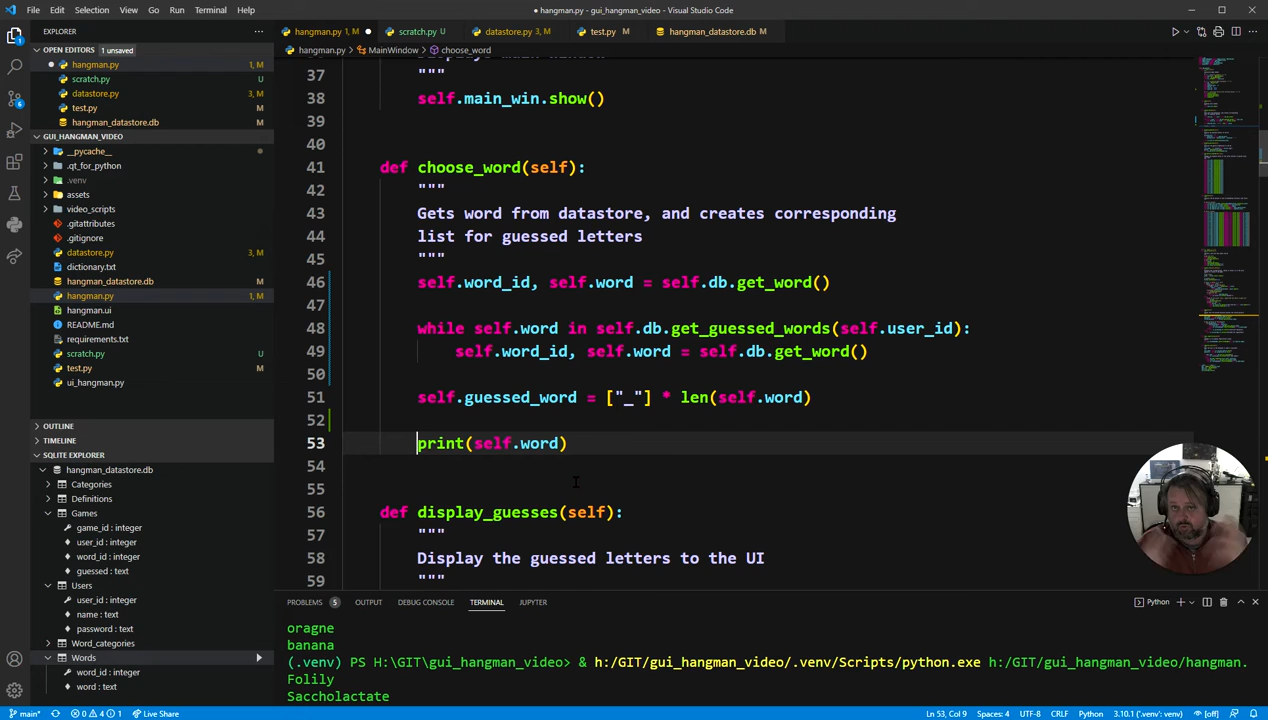 File Edit Selection View Go Run Terminal Help
● hangman.py - gui_hangman_video - Visual Studio Code
EXPLORER
OPEN EDITORS 1 unsaved
hangman.py 1, M
scratch.py U
datastore.py 3, M
test.py M
hangman_datastore.db M
GUI_HANGMAN_VIDEO
__pycache__
.qt_for_python
.venv
assets
video_scripts
.gitattributes
.gitignore
datastore.py 3, M
dictionary.txt
hangman_datastore.db M
hangman.py 1, M
hangman.ui
README.md
requirements.txt
scratch.py U
test.py M
ui_hangman.py
OUTLINE
TIMELINE
SQLITE EXPLORER
hangman_datastore.db
Categories
Definitions
Games
game_id : integer
user_id : integer
word_id : integer
guessed : text
Users
user_id : integer
name : text
password : text
Word_categories
Words
word_id : integer
word : text
hangman.py 1, M scratch.py U datastore.py 3, M test.py M hangman_datastore.db M
hangman.py > MainWindow > choose_word
37 """
38 self.main_win.show()
39
40
41 def choose_word(self):
42 """
43 Gets word from datastore, and creates corresponding
44 list for guessed letters
45 """
46 self.word_id, self.word = self.db.get_word()
47
48 while self.word in self.db.get_guessed_words(self.user_id):
49 self.word_id, self.word = self.db.get_word()
50
51 self.guessed_word = ["_"] * len(self.word)
52
53 print(self.word)
54
55
56 def display_guesses(self):
57 """
58 Display the guessed letters to the UI
59 """
PROBLEMS 5 OUTPUT DEBUG CONSOLE TERMINAL JUPYTER
Python
oragne
banana
(.venv) PS H:\GIT\gui_hangman_video> & h:/GIT/gui_hangman_video/.venv/Scripts/python.exe h:/GIT/gui_hangman_video/hangman.
Folily
Saccholactate
main* 0 4 1 Live Share
Ln 53, Col 9 Spaces: 4 UTF-8 CRLF Python 3.10.1 ('.venv': venv) [off]